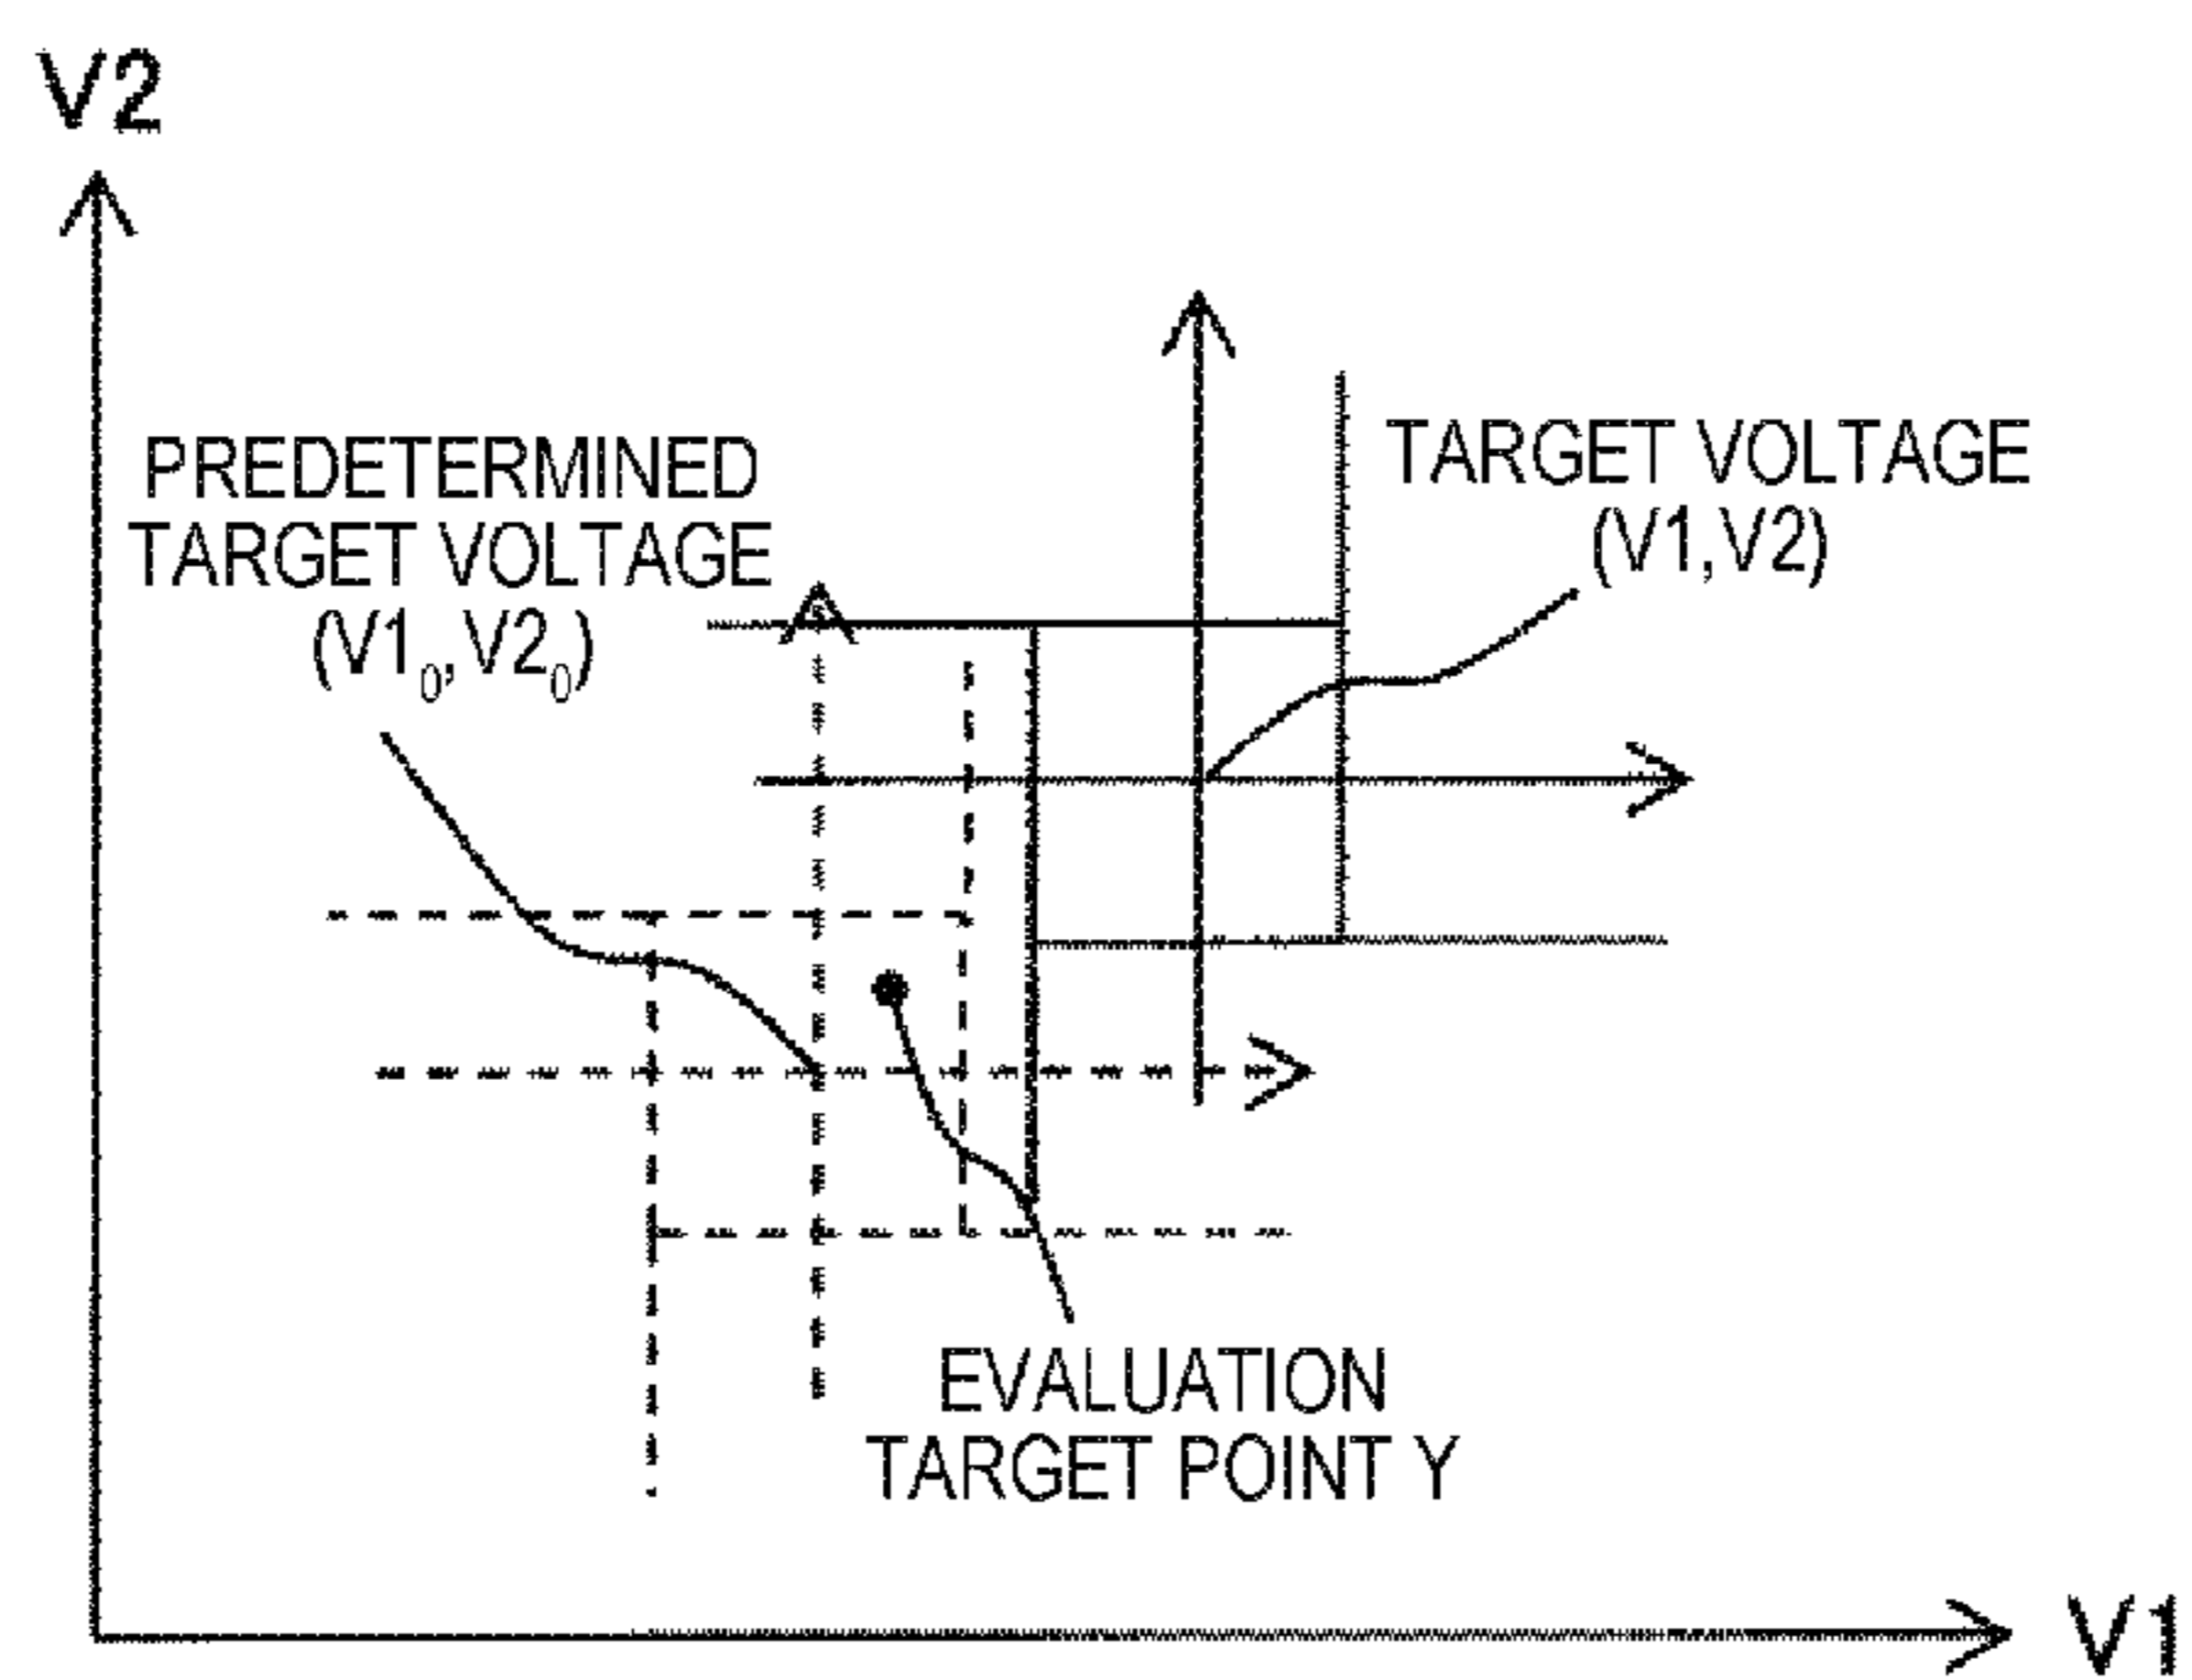 V2
PREDETERMINED
TARGET VOLTAGE
(V1₀,V2₀)
TARGET VOLTAGE
(V1,V2)
EVALUATION
TARGET POINT Y
V1